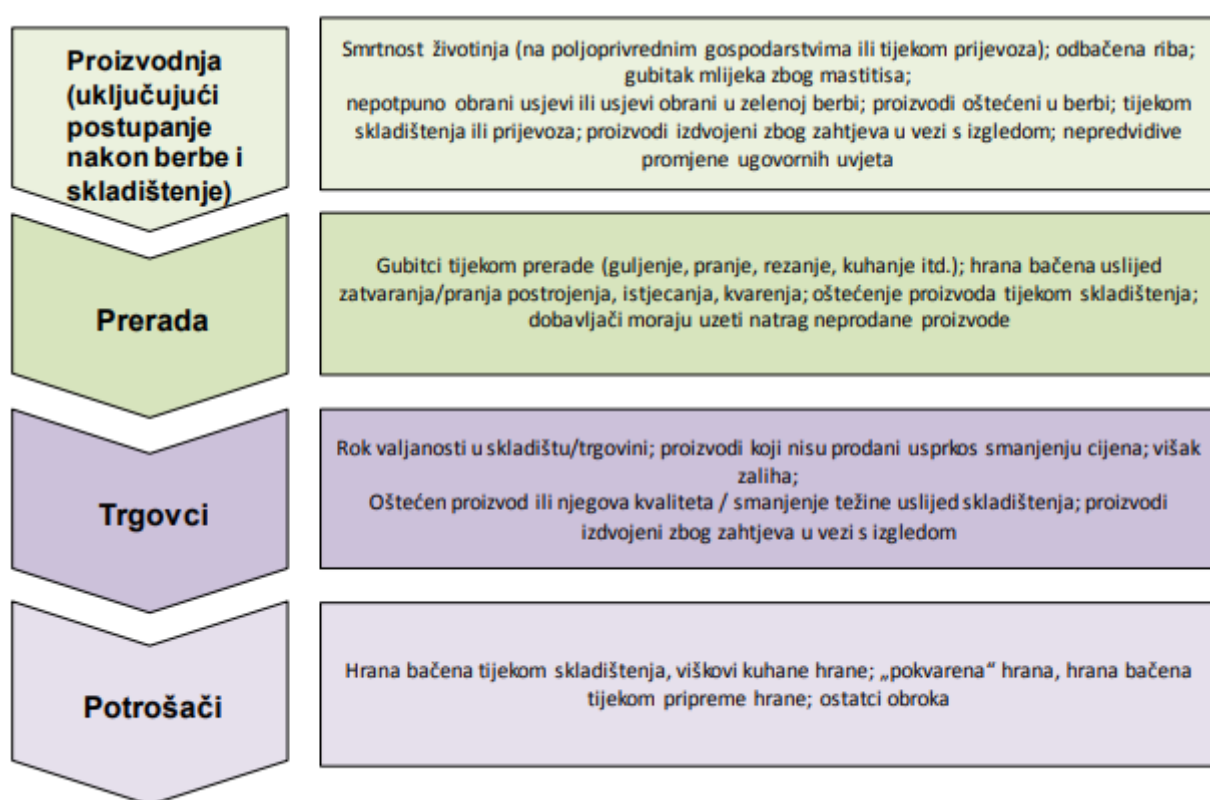 Proizvodnja
(uključujući
postupanje
nakon berbe i
skladištenje)
Smrtnost životinja (na poljoprivrednim gospodarstvima ili tijekom prijevoza); odbačena riba;
gubitak mlijeka zbog mastitisa;
nepotpuno obrani usjevi ili usjevi obrani u zelenoj berbi; proizvodi oštećeni u berbi; tijekom
skladištenja ili prijevoza; proizvodi izdvojeni zbog zahtjeva u vezi s izgledom; nepredvidive
promjene ugovornih uvjeta
Prerada
Gubitci tijekom prerade (guljenje, pranje, rezanje, kuhanje itd.); hrana bačena uslijed
zatvaranja/pranja postrojenja, istjecanja, kvarenja; oštećenje proizvoda tijekom skladištenja;
dobavljači moraju uzeti natrag neprodane proizvode
Trgovci
Rok valjanosti u skladištu/trgovini; proizvodi koji nisu prodani usprkos smanjenju cijena; višak
zaliha;
Oštećen proizvod ili njegova kvaliteta / smanjenje težine uslijed skladištenja; proizvodi
izdvojeni zbog zahtjeva u vezi s izgledom
Potrošači
Hrana bačena tijekom skladištenja, viškovi kuhane hrane; „pokvarena“ hrana, hrana bačena
tijekom pripreme hrane; ostatci obroka